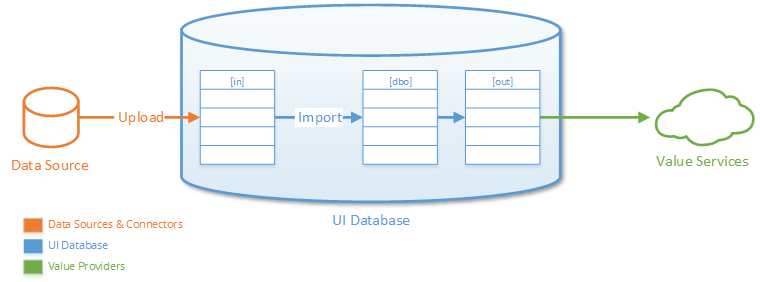 [in]
[dbo]
[out]
Upload
Import
Data Source
Value Services
UI Database
Data Sources & Connectors
UI Database
Value Providers